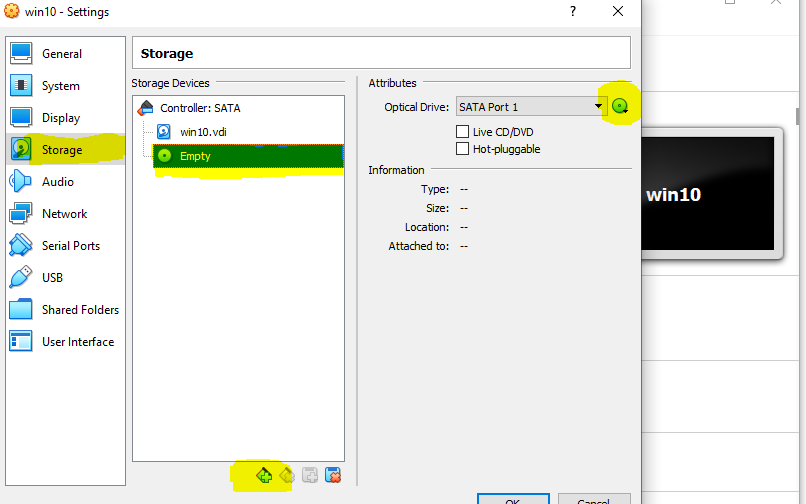 win10 - Settings
?
General
System
Display
Storage
Audio
Network
Serial Ports
USB
Shared Folders
User Interface
Storage
Storage Devices
Controller: SATA
win10.vdi
Empty
Attributes
Optical Drive: SATA Port 1
Live CD/DVD
Hot-pluggable
Information
Type: --
Size: --
Location: --
Attached to: --
OK
Cancel
win10